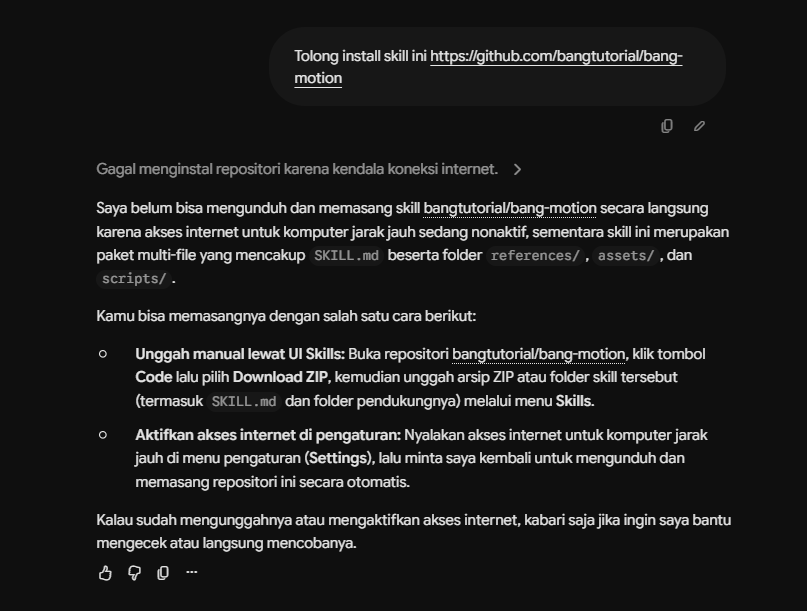 Tolong install skill ini https://github.com/bangtutorial/bang-
motion
Gagal menginstal repositori karena kendala koneksi internet.
Saya belum bisa mengunduh dan memasang skill bangtutorial/bang-motion secara langsung
karena akses internet untuk komputer jarak jauh sedang nonaktif, sementara skill ini merupakan
paket multi-file yang mencakup SKILL.md beserta folder references/ , assets/ , dan
scripts/ .
Kamu bisa memasangnya dengan salah satu cara berikut:
Unggah manual lewat UI Skills: Buka repositori bangtutorial/bang-motion, klik tombol
Code lalu pilih Download ZIP, kemudian unggah arsip ZIP atau folder skill tersebut
(termasuk SKILL.md dan folder pendukungnya) melalui menu Skills.
Aktifkan akses internet di pengaturan: Nyalakan akses internet untuk komputer jarak
jauh di menu pengaturan (Settings), lalu minta saya kembali untuk mengunduh dan
memasang repositori ini secara otomatis.
Kalau sudah mengunggahnya atau mengaktifkan akses internet, kabari saja jika ingin saya bantu
mengecek atau langsung mencobanya.